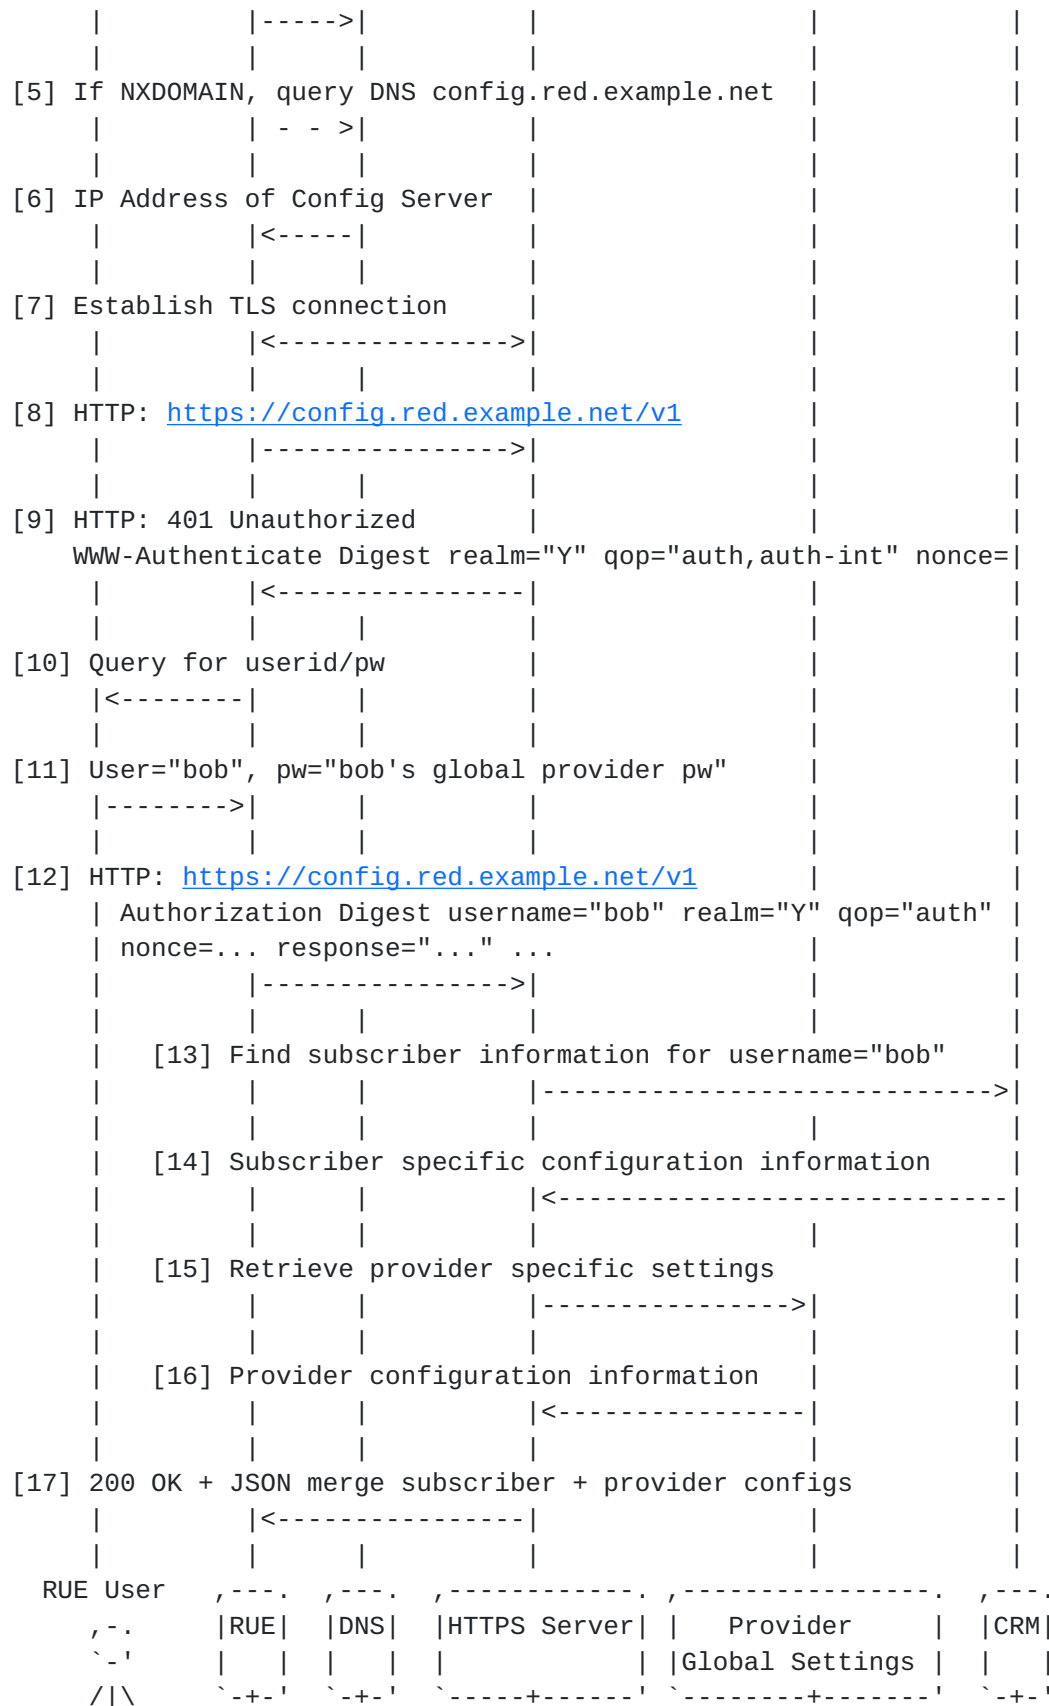 [5] If NXDOMAIN, query DNS config.red.example.net
[6] IP Address of Config Server
[7] Establish TLS connection
[8] HTTP: https://config.red.example.net/v1
[9] HTTP: 401 Unauthorized
WWW-Authenticate Digest realm="Y" qop="auth,auth-int" nonce=
[10] Query for userid/pw
[11] User="bob", pw="bob's global provider pw"
[12] HTTP: https://config.red.example.net/v1
Authorization Digest username="bob" realm="Y" qop="auth"
nonce=... response="..." ...
[13] Find subscriber information for username="bob"
[14] Subscriber specific configuration information
[15] Retrieve provider specific settings
[16] Provider configuration information
[17] 200 OK + JSON merge subscriber + provider configs
RUE User
RUE DNS HTTPS Server Provider CRM
Global Settings